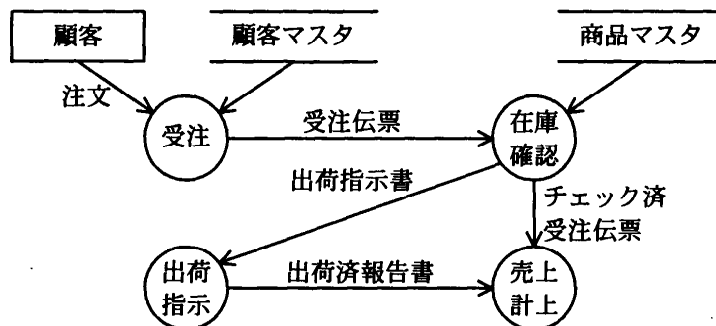 顧客
顧客マスタ
商品マスタ
注文
受注
受注伝票
在庫
確認
出荷指示書
チェック済
受注伝票
出荷
指示
出荷済報告書
売上
計上